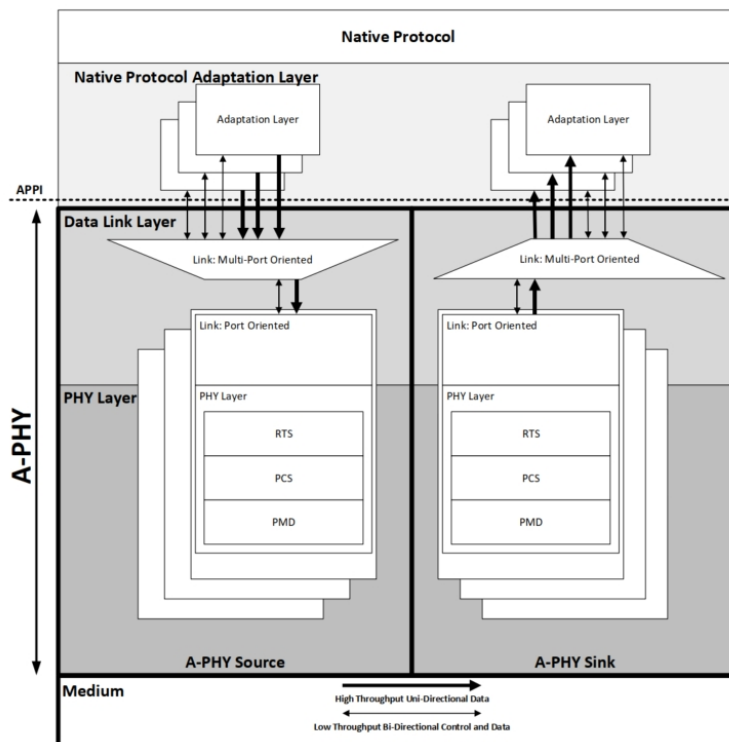 Native Protocol
Native Protocol Adaptation Layer
Adaptation Layer
Adaptation Layer
APPI
Data Link Layer
Link: Multi-Port Oriented
Link: Multi-Port Oriented
Link: Port Oriented
Link: Port Oriented
PHY Layer
PHY Layer
PHY Layer
A-PHY
RTS
RTS
PCS
PCS
PMD
PMD
A-PHY Source
A-PHY Sink
Medium
High Throughput Uni-Directional Data
Low Throughput Bi-Directional Control and Data